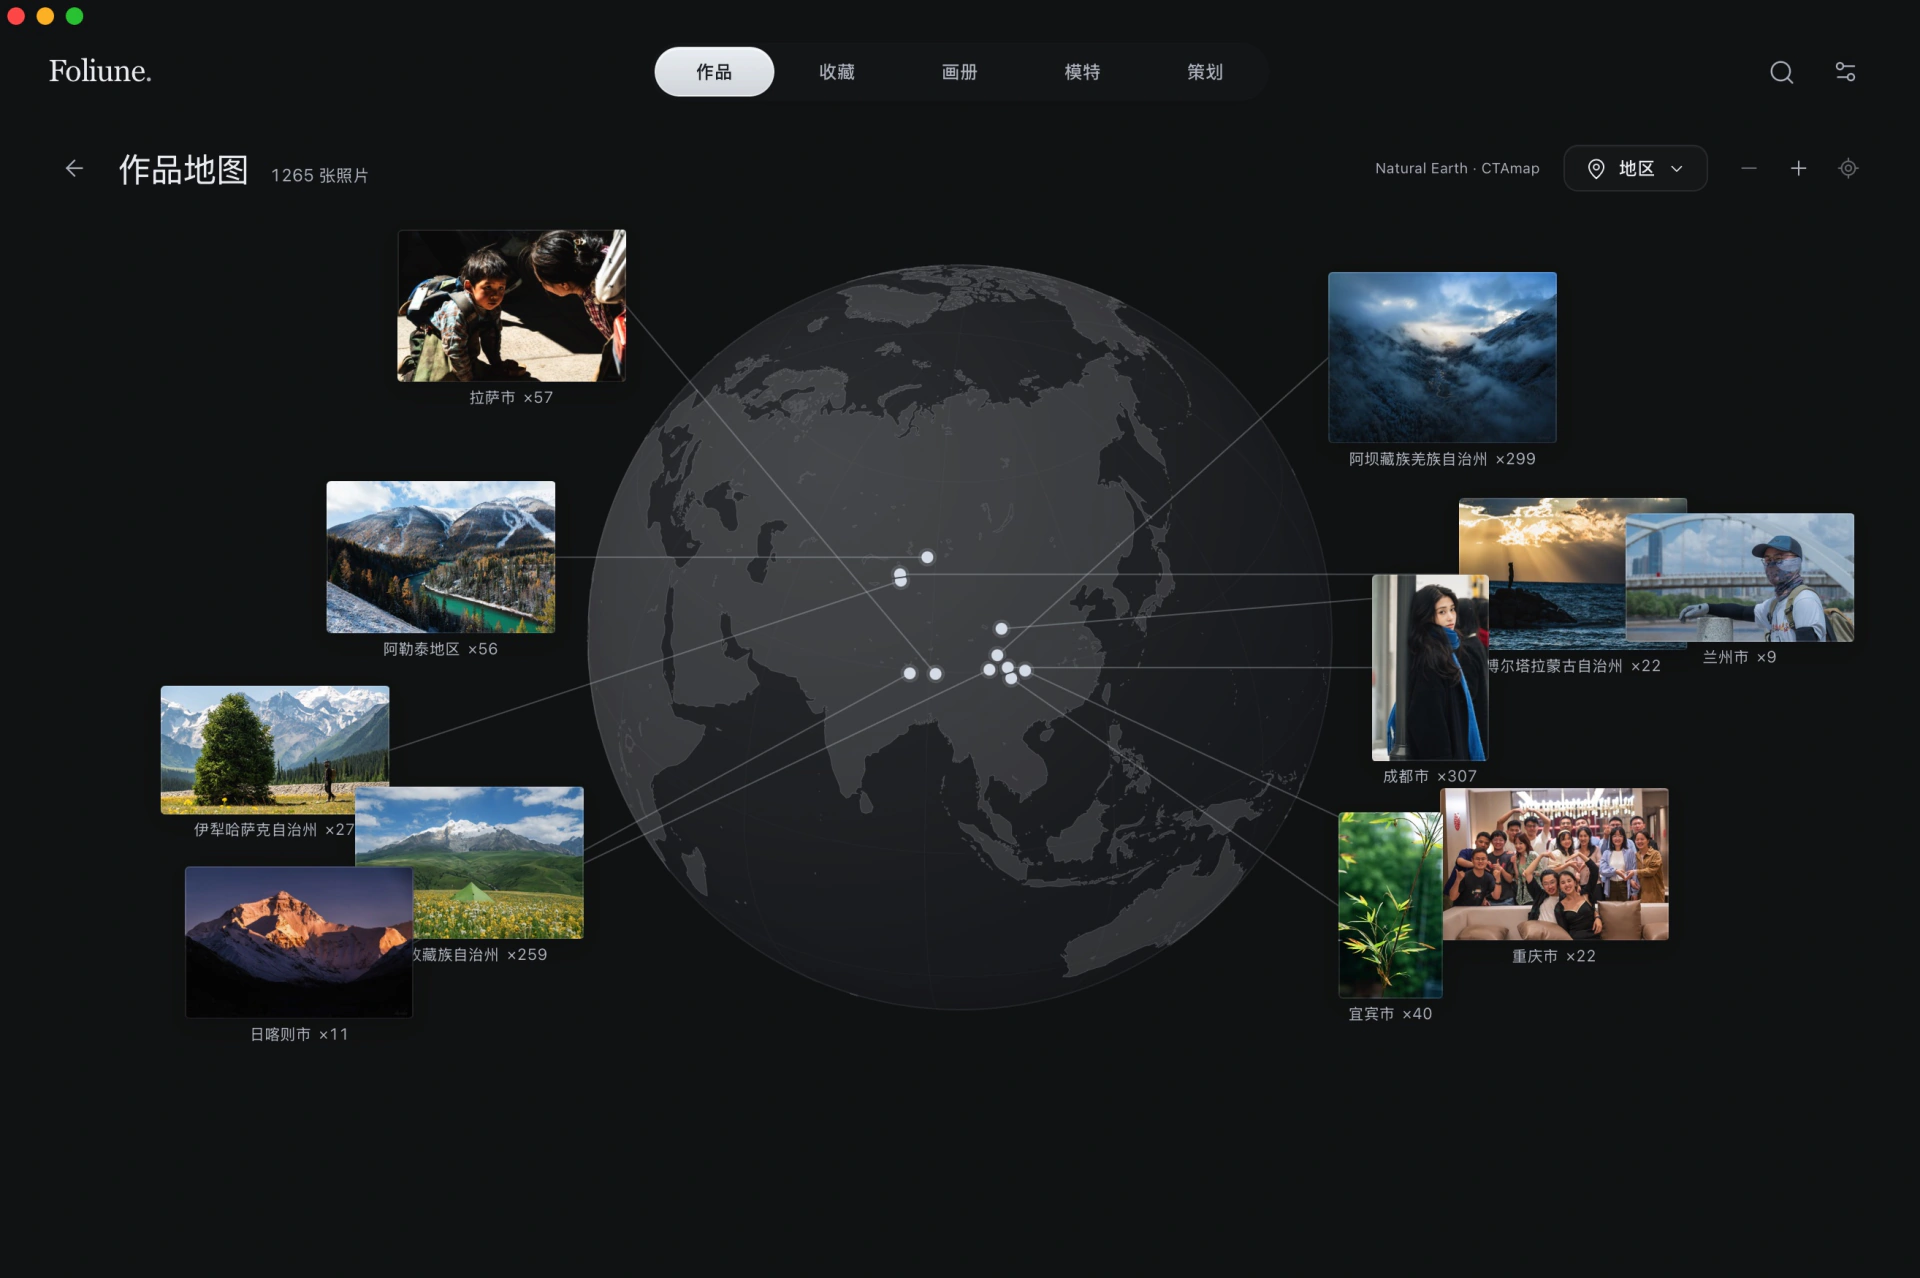 Foliune.
作品
收藏
画册
模特
策划
作品地图
1265 张照片
Natural Earth · CTAmap
地区
拉萨市 ×57
阿坝藏族羌族自治州 ×299
阿勒泰地区 ×56
博尔塔拉蒙古自治州 ×22
兰州市 ×9
成都市 ×307
伊犁哈萨克自治州 ×27
藏族自治州 ×259
重庆市 ×22
宜宾市 ×40
日喀则市 ×11